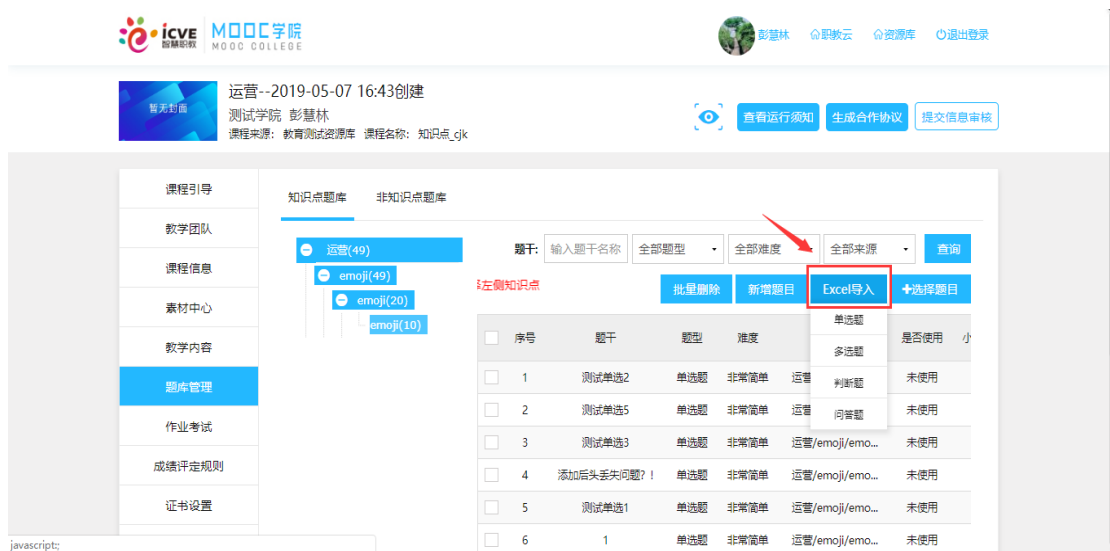 icve 智慧职教 MOOC学院 MOOC COLLEGE
彭慧林 职教云 资源库 退出登录
暂无封面
运营--2019-05-07 16:43创建
测试学院 彭慧林
课程来源: 教育测试资源库 课程名称: 知识点_cjk
查看运行须知 生成合作协议 提交信息审核
课程引导
教学团队
课程信息
素材中心
教学内容
题库管理
作业考试
成绩评定规则
证书设置
知识点题库 非知识点题库
运营(49)
emoji(49)
emoji(20)
emoji(10)
题干: 输入题干名称 全部题型 全部难度 全部来源 查询
左侧知识点 批量删除 新增题目 Excel导入 +选择题目
单选题
多选题
判断题
问答题
序号 题干 题型 难度 是否使用 小
1 测试单选2 单选题 非常简单 运营 未使用
2 测试单选5 单选题 非常简单 运营 未使用
3 测试单选3 单选题 非常简单 运营/emoji/emo... 未使用
4 添加后头丢失问题?! 单选题 非常简单 运营/emoji/emo... 未使用
5 测试单选1 单选题 非常简单 运营/emoji/emo... 未使用
6 1 单选题 非常简单 运营/emoji/emo... 未使用
javascript:;